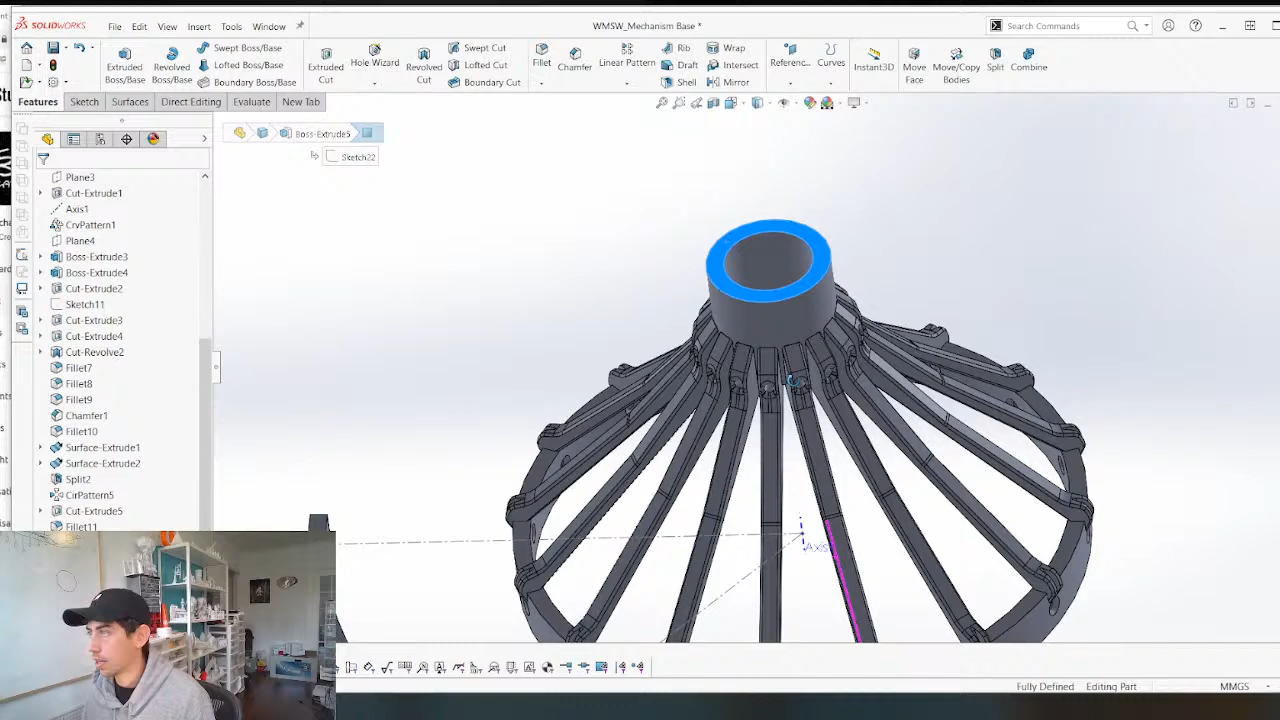 SOLIDWORKS File Edit View Insert Tools Window WMSW_Mechanism Base * Search Commands
Extruded Boss/Base Revolved Boss/Base Swept Boss/Base Lofted Boss/Base Boundary Boss/Base Extruded Cut Hole Wizard Revolved Cut Swept Cut Lofted Cut Boundary Cut Fillet Chamfer Linear Pattern Rib Draft Shell Wrap Intersect Mirror Referenc... Curves Instant3D Move Face Move/Copy Bodies Split Combine
Features Sketch Surfaces Direct Editing Evaluate New Tab
Boss-Extrude5
Sketch22
Plane3
Cut-Extrude1
Axis1
CrvPattern1
Plane4
Boss-Extrude3
Boss-Extrude4
Cut-Extrude2
Sketch11
Cut-Extrude3
Cut-Extrude4
Cut-Revolve2
Fillet7
Fillet8
Fillet9
Chamfer1
Fillet10
Surface-Extrude1
Surface-Extrude2
Split2
CirPattern5
Cut-Extrude5
Fillet11
Fully Defined Editing Part MMGS